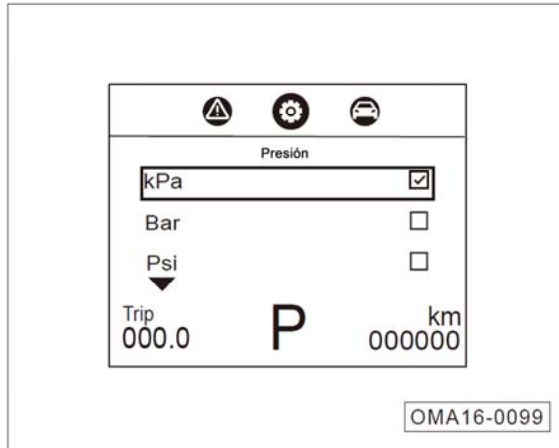 Presión
kPa
Bar
Psi
Trip
km
000.0
P
000000
OMA16-0099